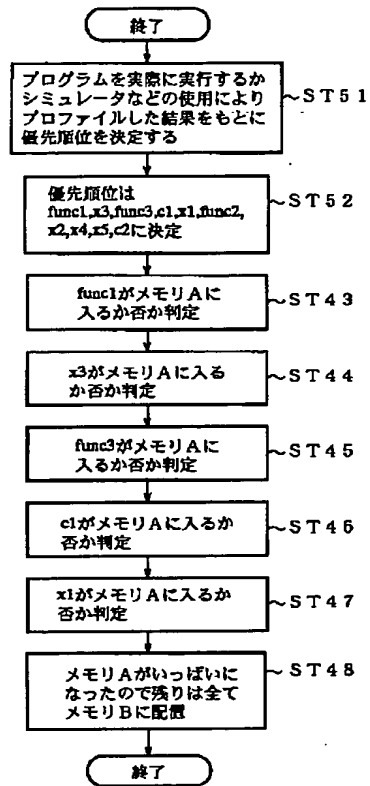 終了
プログラムを実際に実行するか
シミュレータなどの使用により
プロファイルした結果をもとに
優先順位を決定する
～ST51
優先順位は
func1,x3,func3,c1,x1,func2,
x2,x4,x5,c2に決定
～ST52
func1がメモリAに
入るか否か判定
～ST43
x3がメモリAに入る
か否か判定
～ST44
func3がメモリAに
入るか否か判定
～ST45
c1がメモリAに入るか
否か判定
～ST46
x1がメモリAに入るか
否か判定
～ST47
メモリAがいっぱいに
なったので残りは全て
メモリBに配置
～ST48
終了